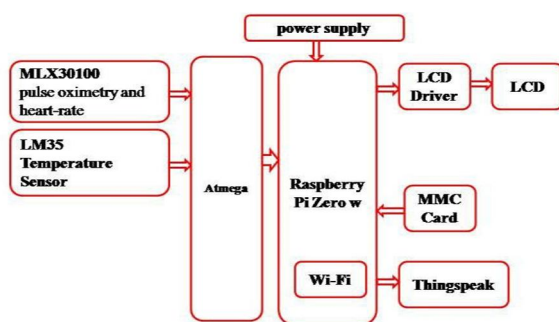 power supply
MLX30100
pulse oximetry and
heart-rate
LM35
Temperature
Sensor
Atmega
Raspberry
Pi Zero w
Wi-Fi
LCD
Driver
LCD
MMC
Card
Thingspeak